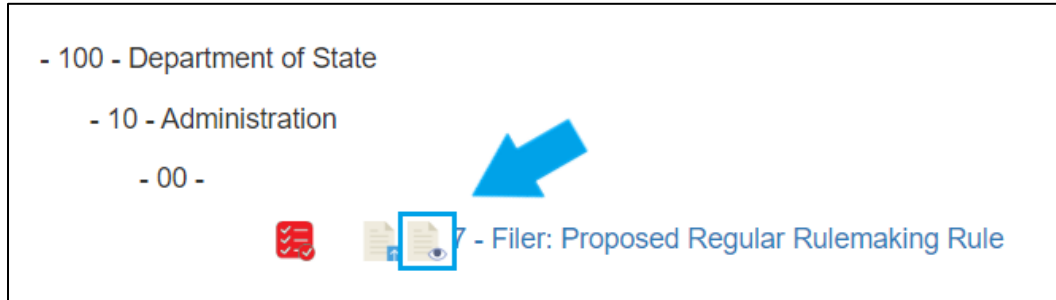 - 100 - Department of State
- 10 - Administration
- 00 -
7 - Filer: Proposed Regular Rulemaking Rule